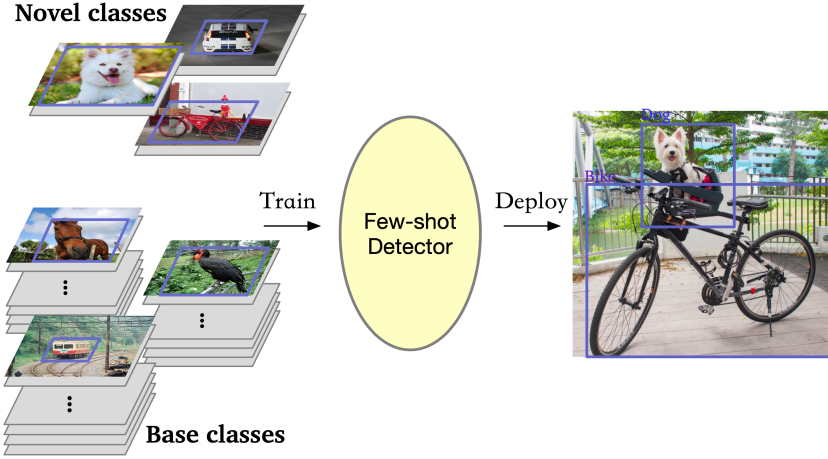 Novel classes
Train
Few-shot
Detector
Deploy
Dog
Bike
Base classes